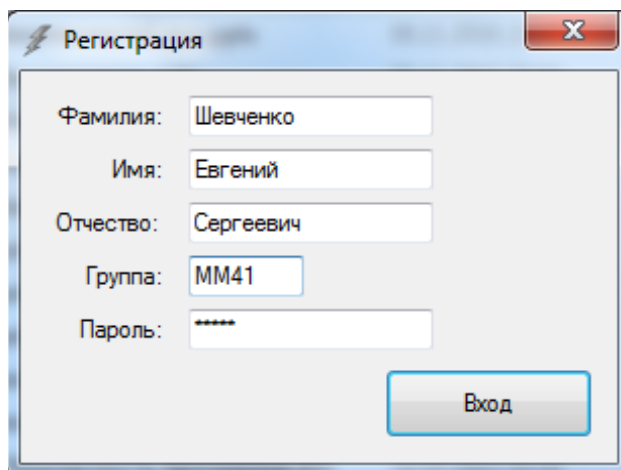 Регистрация
Фамилия: Шевченко
Имя: Евгений
Отчество: Сергеевич
Группа: ММ41
Пароль: *****
Вход